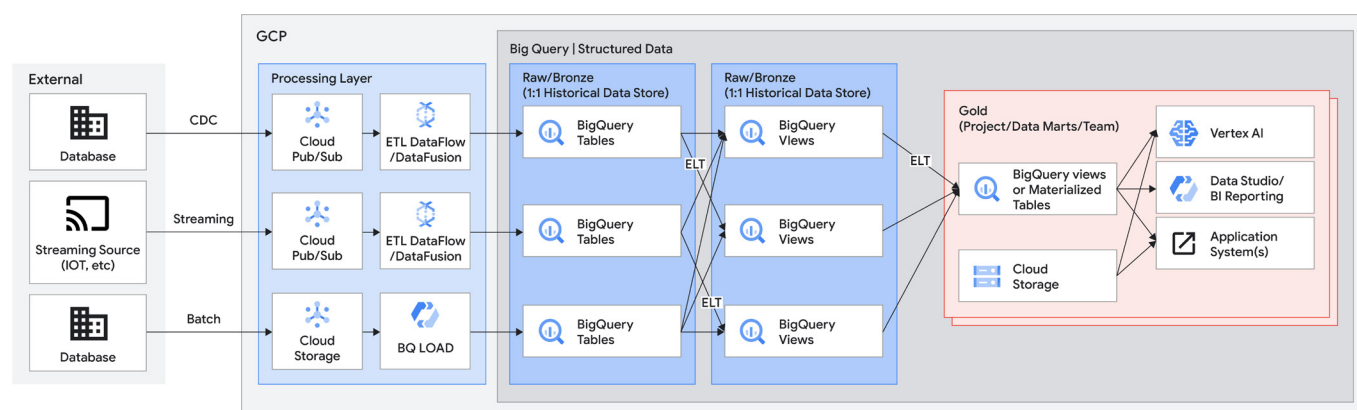 GCP
Big Query | Structured Data
External
Database
Streaming Source
(IOT, etc)
Database
CDC
Streaming
Batch
Processing Layer
Cloud
Pub/Sub
ETL DataFlow
/DataFusion
Cloud
Pub/Sub
ETL DataFlow
/DataFusion
Cloud
Storage
BQ LOAD
Raw/Bronze
(1:1 Historical Data Store)
BigQuery
Tables
BigQuery
Tables
BigQuery
Tables
ELT
ELT
Raw/Bronze
(1:1 Historical Data Store)
BigQuery
Views
BigQuery
Views
BigQuery
Views
ELT
Gold
(Project/Data Marts/Team)
BigQuery views
or Materialized
Tables
Cloud
Storage
Vertex AI
Data Studio/
BI Reporting
Application
System(s)